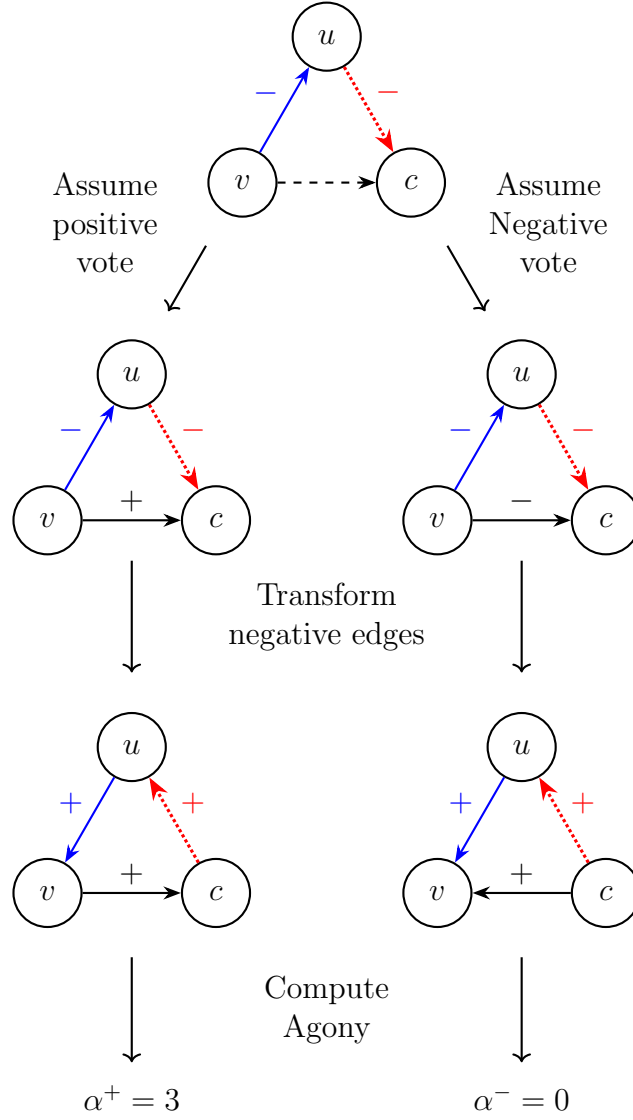 u
− −
v c
Assume
positive
vote
Assume
Negative
vote
u u
− − − −
v + c v − c
Transform
negative edges
u u
+ + + +
v + c v + c
Compute
Agony
α⁺ = 3 α⁻ = 0